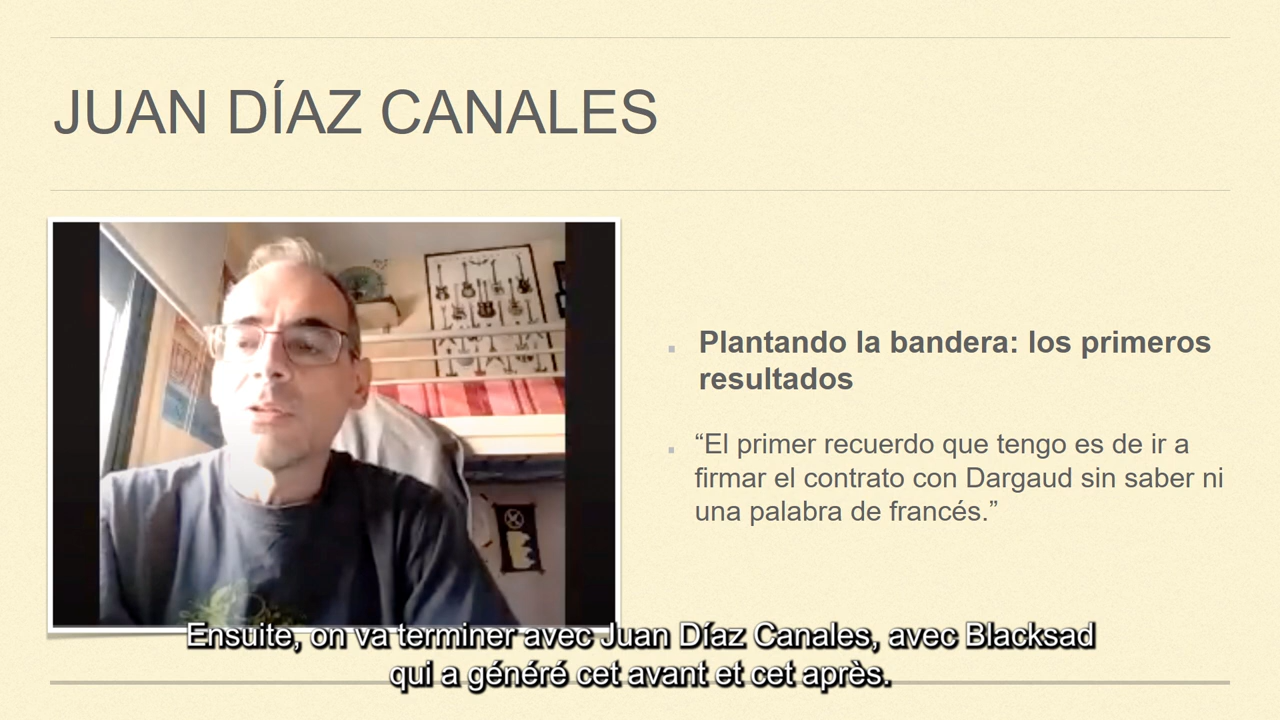 JUAN DÍAZ CANALES
Plantando la bandera: los primeros
resultados
“El primer recuerdo que tengo es de ir a
firmar el contrato con Dargaud sin saber ni
una palabra de francés.”
Ensuite, on va terminer avec Juan Díaz Canales, avec Blacksad
qui a généré cet avant et cet après.